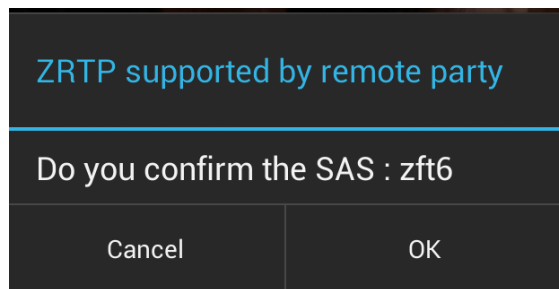 ZRTP supported by remote party
Do you confirm the SAS : zft6
Cancel
OK